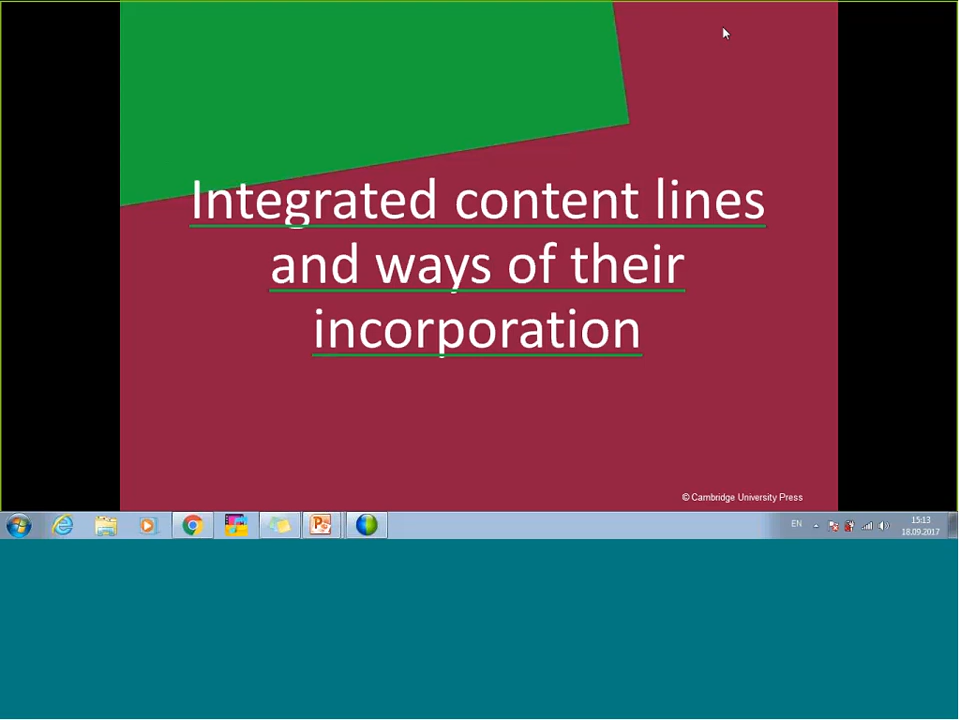 Integrated content lines
and ways of their
incorporation
© Cambridge University Press
EN
15:13
18.09.2017